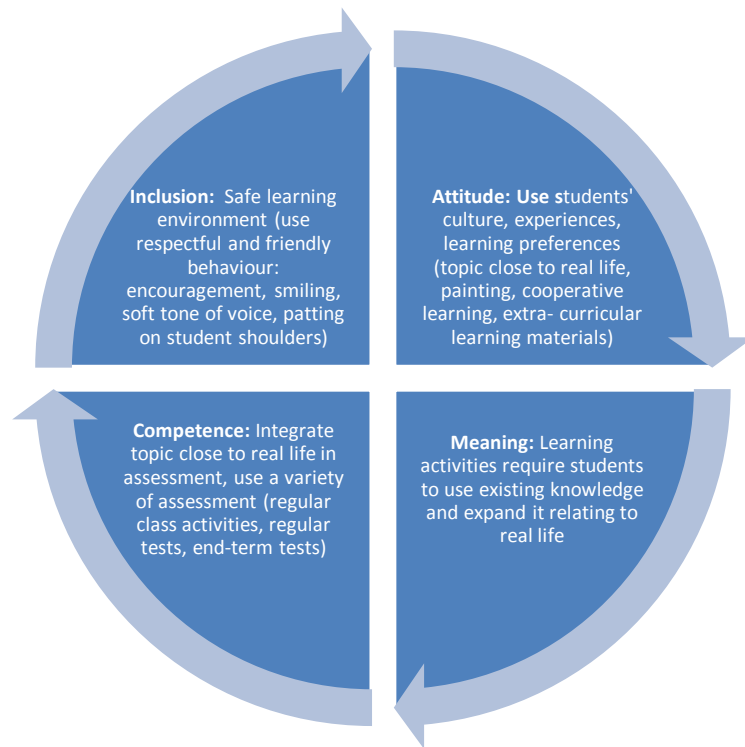 Inclusion: Safe learning
environment (use
respectful and friendly
behaviour:
encouragement, smiling,
soft tone of voice, patting
on student shoulders)
Attitude: Use students'
culture, experiences,
learning preferences
(topic close to real life,
painting, cooperative
learning, extra- curricular
learning materials)
Competence: Integrate
topic close to real life in
assessment, use a variety
of assessment (regular
class activities, regular
tests, end-term tests)
Meaning: Learning
activities require students
to use existing knowledge
and expand it relating to
real life